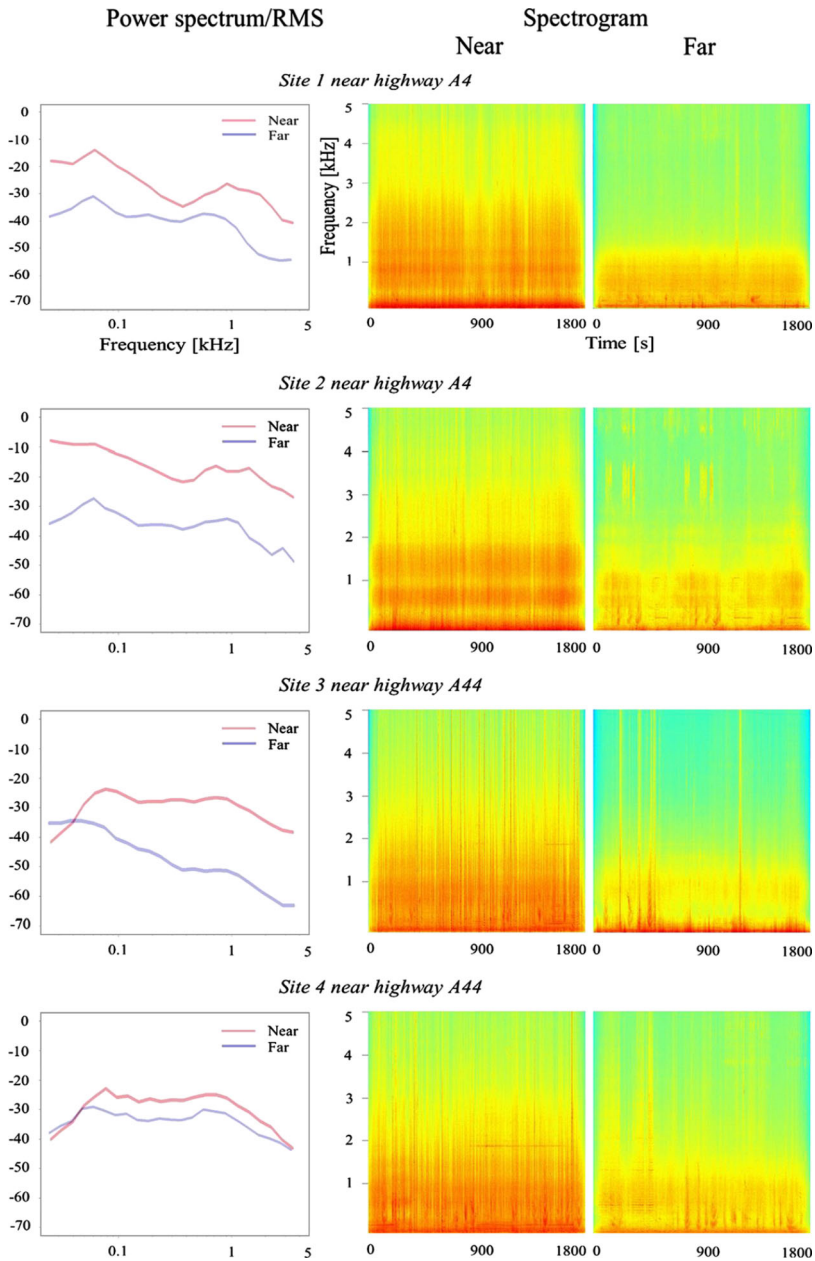 Power spectrum/RMS Spectrogram
Near Far
Site 1 near highway A4
0
-10
-20
-30
-40
-50
-60
-70
Near
Far
0.1 1 5
Frequency [kHz]
Frequency [kHz]
5
4
3
2
1
0 900 1800 0 900 1800
Time [s]
Site 2 near highway A4
0
-10
-20
-30
-40
-50
-60
-70
Near
Far
0.1 1 5
5
4
3
2
1
0 900 1800 0 900 1800
Site 3 near highway A44
0
-10
-20
-30
-40
-50
-60
-70
Near
Far
0.1 1 5
5
4
3
2
1
0 900 1800 0 900 1800
Site 4 near highway A44
0
-10
-20
-30
-40
-50
-60
-70
Near
Far
0.1 1 5
5
4
3
2
1
0 900 1800 0 900 1800